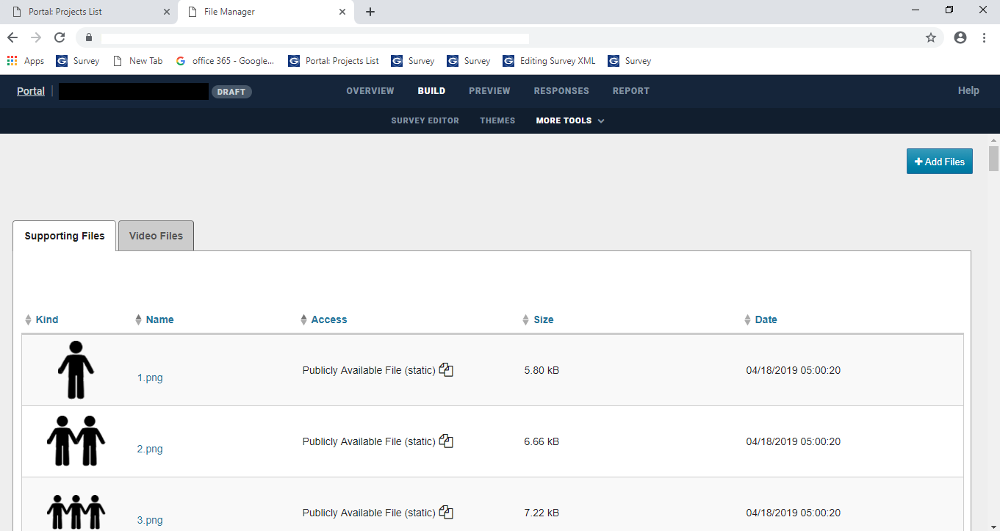 Portal: Projects List
File Manager
Apps
Survey
New Tab
office 365 - Google...
Portal: Projects List
Survey
Survey
Editing Survey XML
Survey
Portal
DRAFT
OVERVIEW
BUILD
PREVIEW
RESPONSES
REPORT
Help
SURVEY EDITOR
THEMES
MORE TOOLS
+ Add Files
Supporting Files
Video Files
Kind
Name
Access
Size
Date
1.png
Publicly Available File (static)
5.80 kB
04/18/2019 05:00:20
2.png
Publicly Available File (static)
6.66 kB
04/18/2019 05:00:20
3.png
Publicly Available File (static)
7.22 kB
04/18/2019 05:00:20